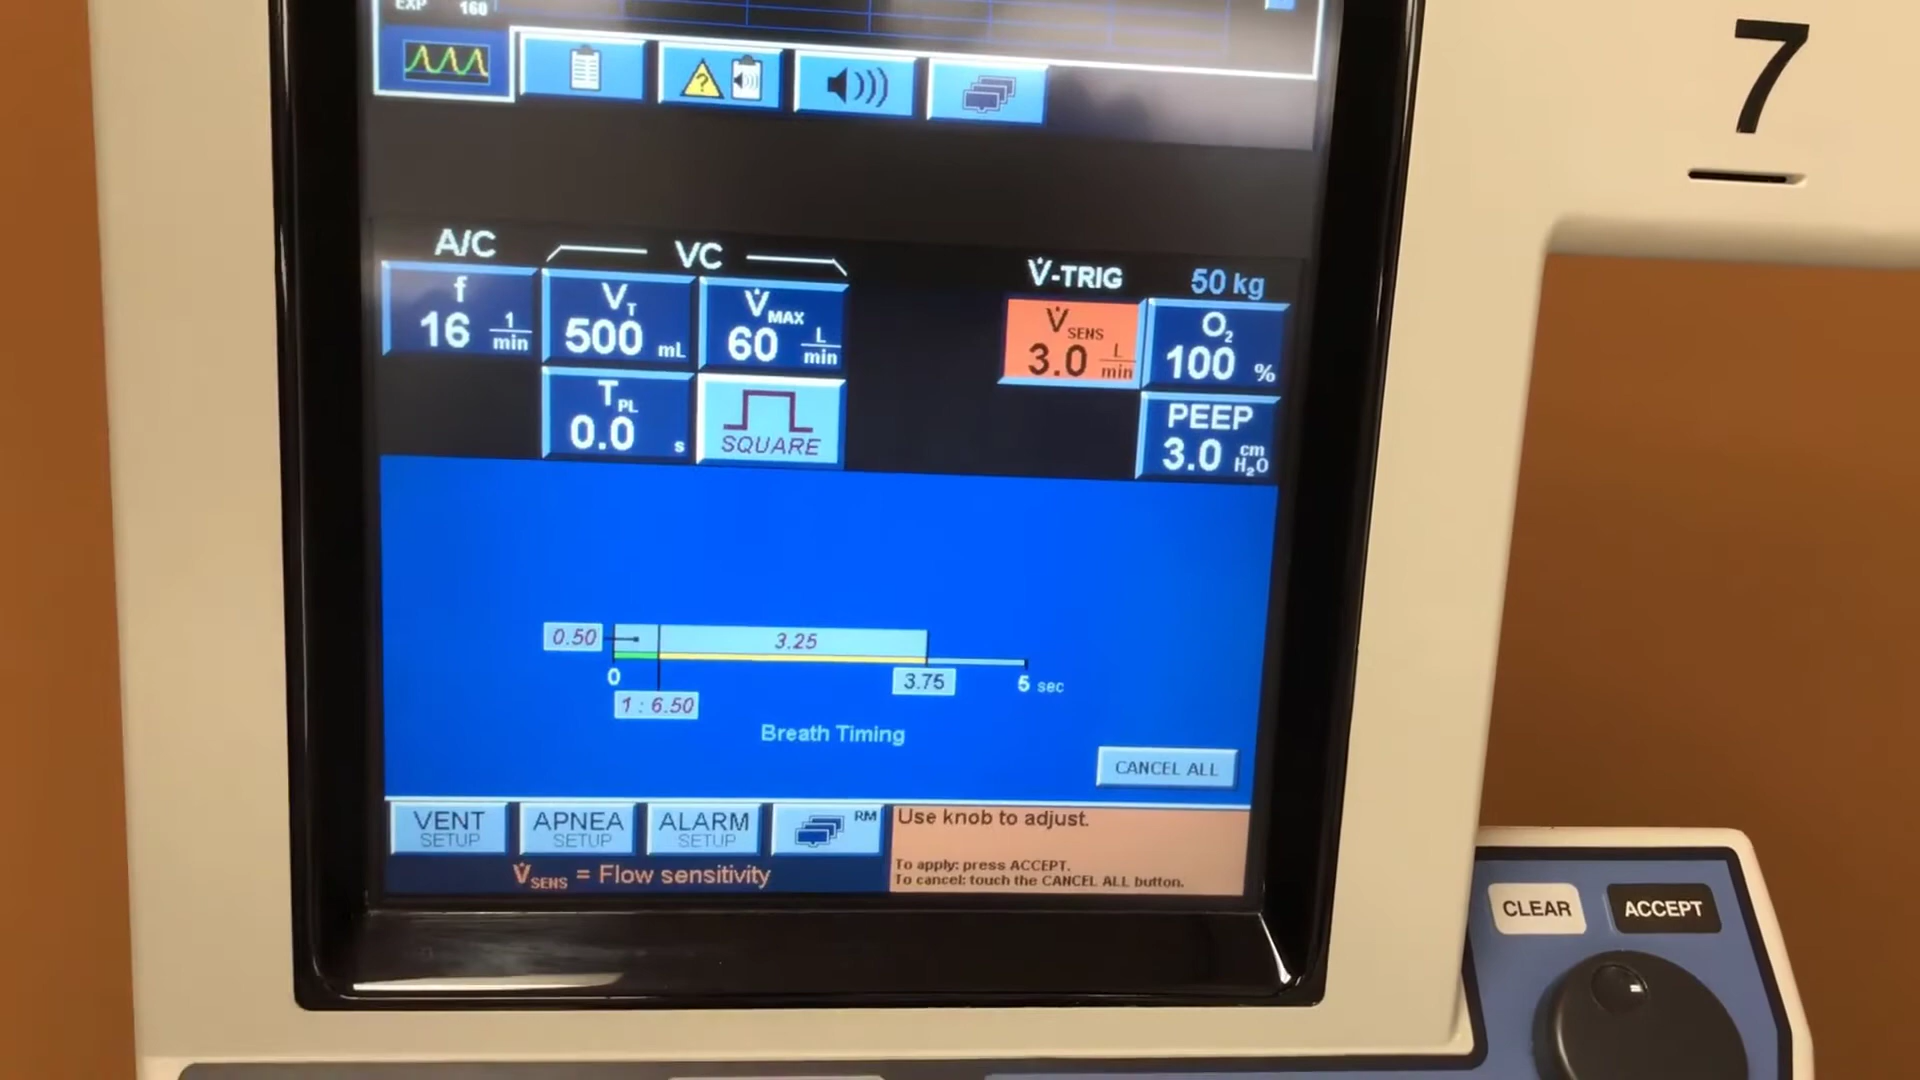 EXP 160
7
A/C VC V̇-TRIG 50 kg
f 16 1/min
VT 500 mL
V̇MAX 60 L/min
V̇SENS 3.0 L/min
O2 100 %
TPL 0.0 s
SQUARE
PEEP 3.0 cm H2O
0.50 3.25
0 3.75 5 sec
1 : 6.50
Breath Timing
CANCEL ALL
VENT SETUP
APNEA SETUP
ALARM SETUP
RM
Use knob to adjust.
To apply: press ACCEPT.
To cancel: touch the CANCEL ALL button.
V̇SENS = Flow sensitivity
CLEAR ACCEPT